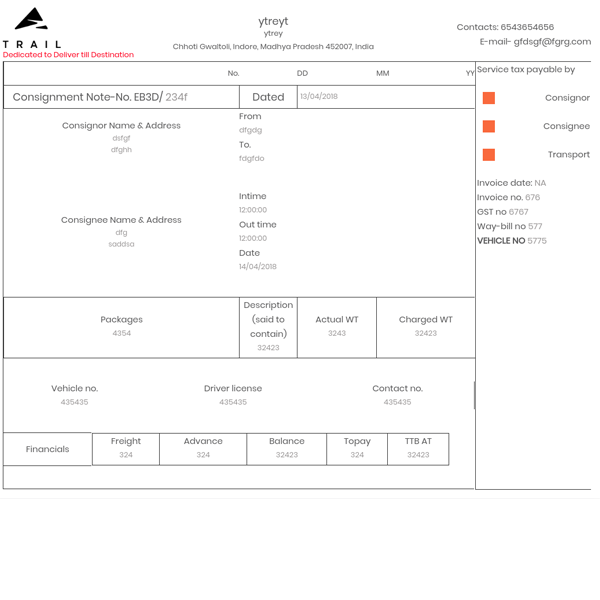 ytreyt
ytrey
Chhoti Gwaltoli, Indore, Madhya Pradesh 452007, India
Contacts: 6543654656
E-mail- gfdsgf@fgrg.com
TRAIL
Dedicated to Deliver till Destination
No. DD MM YY
Service tax payable by
Consignor
Consignee
Transport
Invoice date: NA
Invoice no. 676
GST no 6767
Way-bill no 577
VEHICLE NO 5775
Consignment Note-No. EB3D/ 234f
Dated 13/04/2018
Consignor Name & Address
dsfgf
dfghh
From
dfgdg
To.
fdgfdo
Consignee Name & Address
dfg
saddsa
Intime
12:00:00
Out time
12:00:00
Date
14/04/2018
Packages
4354
Description
(said to
contain)
32423
Actual WT
3243
Charged WT
32423
Vehicle no.
435435
Driver license
435435
Contact no.
435435
Financials
Freight
324
Advance
324
Balance
32423
Topay
324
TTB AT
32423